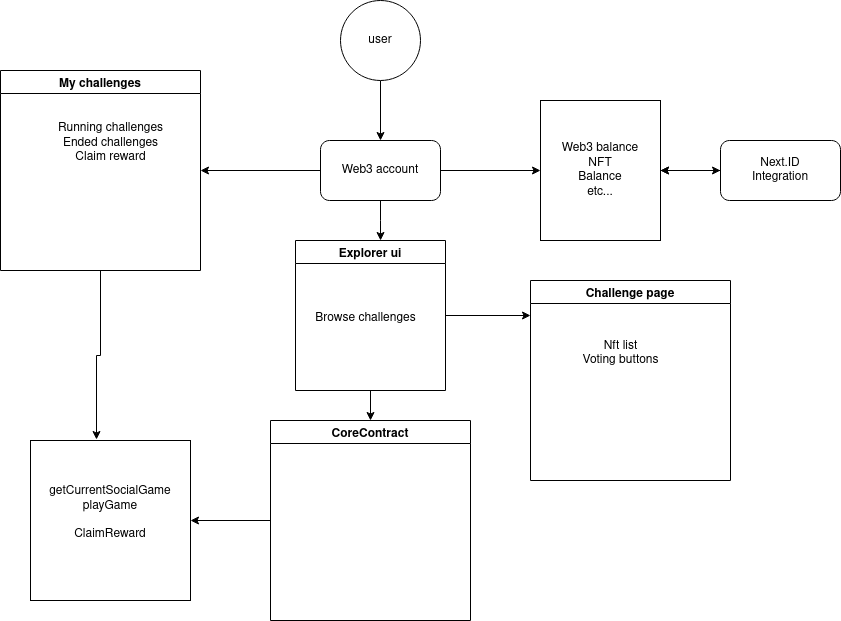 user
My challenges
Running challenges
Ended challenges
Claim reward
Web3 account
Web3 balance
NFT
Balance
etc...
Next.ID
Integration
Explorer ui
Browse challenges
Challenge page
Nft list
Voting buttons
CoreContract
getCurrentSocialGame
playGame
ClaimReward